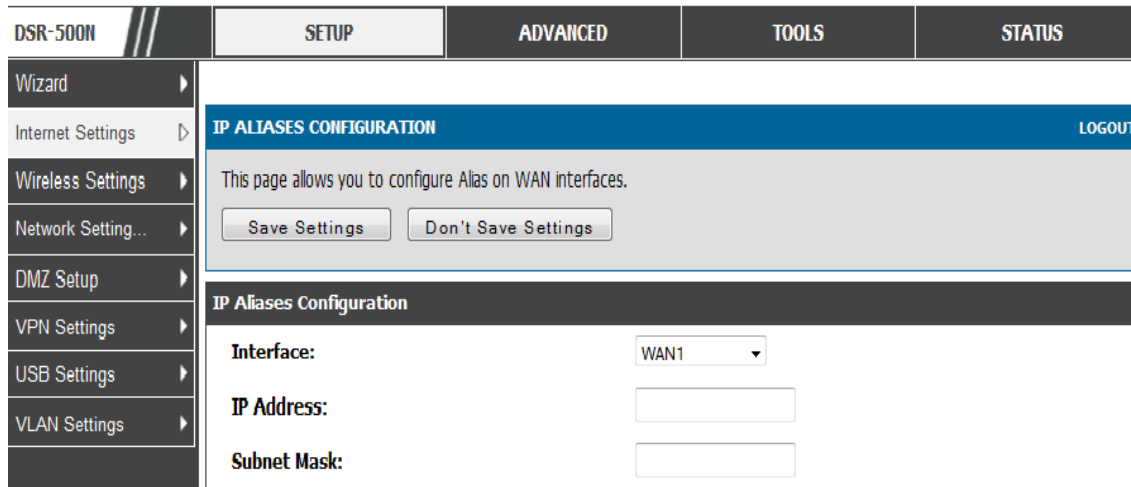 DSR-500N
SETUP
ADVANCED
TOOLS
STATUS
Wizard
Internet Settings
Wireless Settings
Network Setting...
DMZ Setup
VPN Settings
USB Settings
VLAN Settings
IP ALIASES CONFIGURATION
LOGOUT
This page allows you to configure Alias on WAN interfaces.
Save Settings
Don't Save Settings
IP Aliases Configuration
Interface:
WAN1
IP Address:
Subnet Mask: